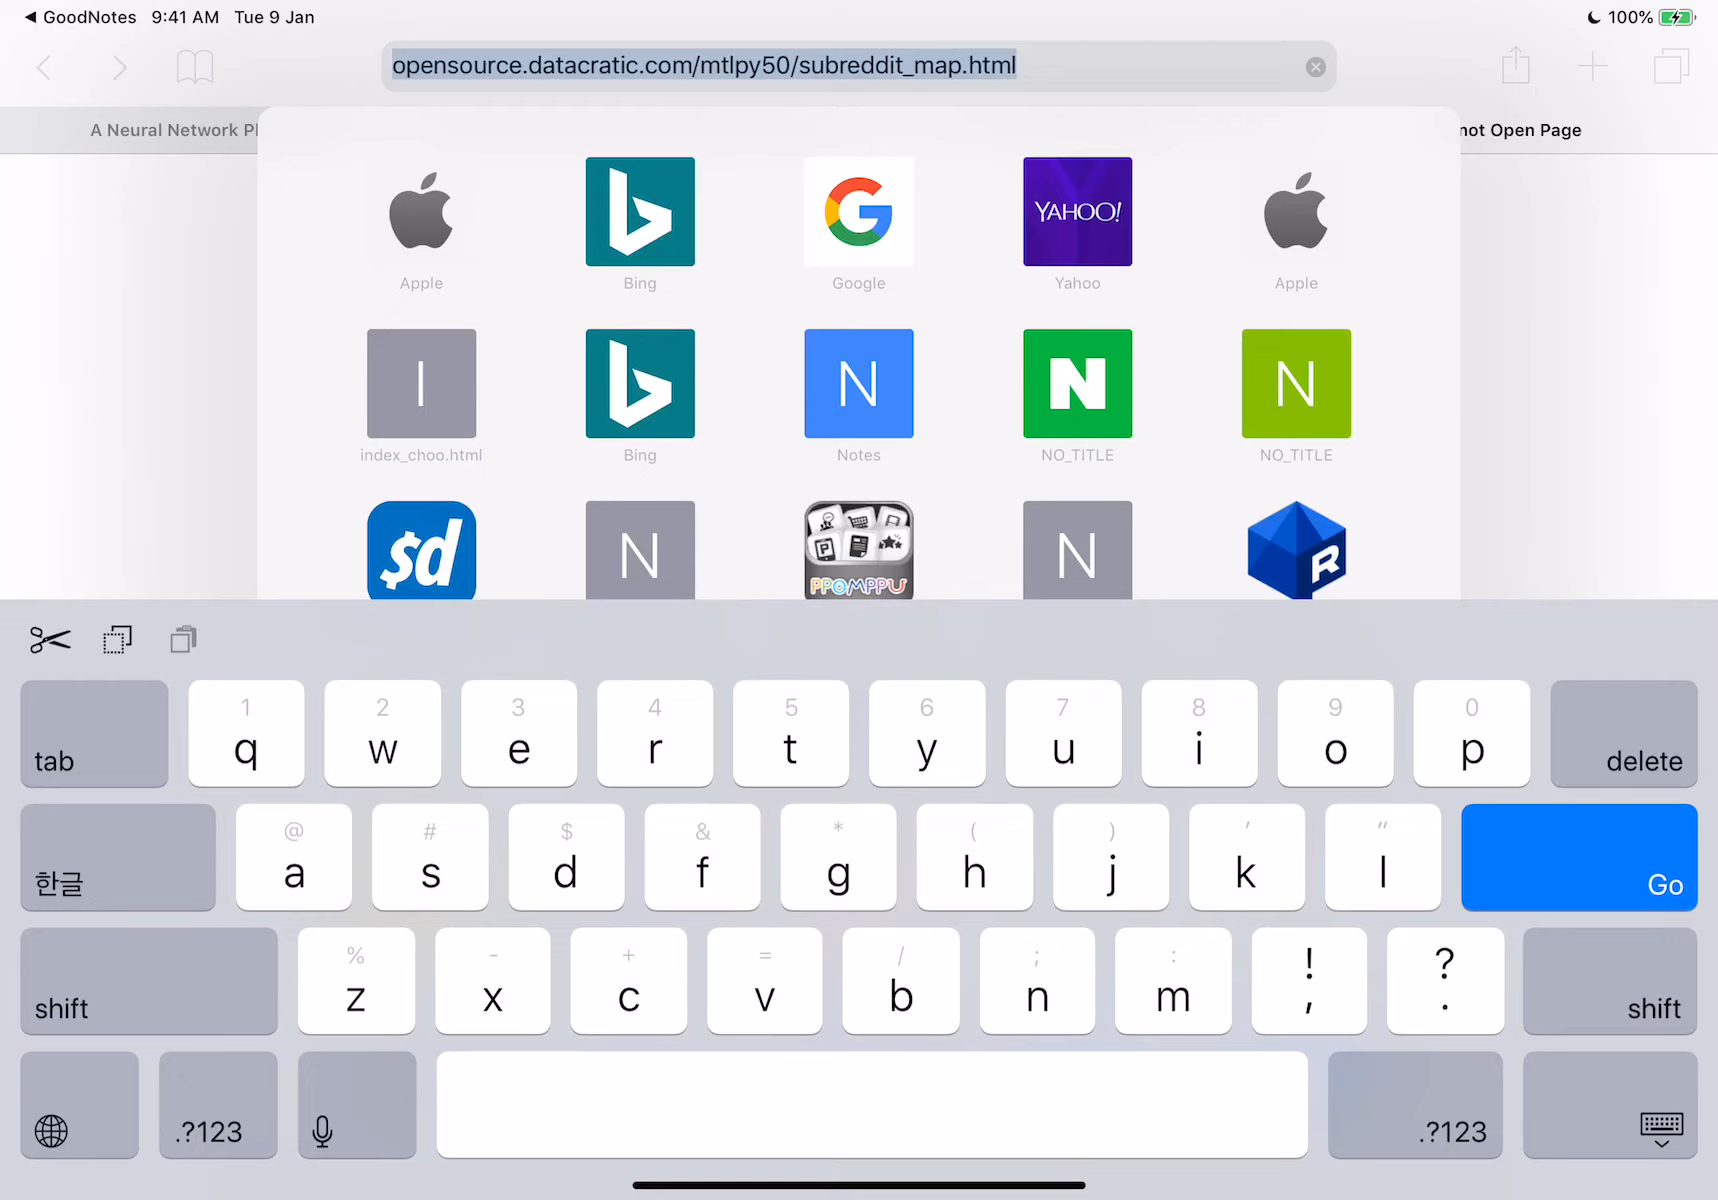 ◀ GoodNotes 9:41 AM Tue 9 Jan 100%
opensource.datacratic.com/mtlpy50/subreddit_map.html
A Neural Network Pl
not Open Page
YAHOO!
Apple Bing Google Yahoo Apple
I N N N
index_choo.html Bing Notes NO_TITLE NO_TITLE
$d N PPOMPPU N R
1 2 3 4 5 6 7 8 9 0
tab q w e r t y u i o p delete
@ # $ & * ( ) ' "
한글 a s d f g h j k l Go
% - + = / ; : ! ?
shift z x c v b n m , . shift
.?123 .?123